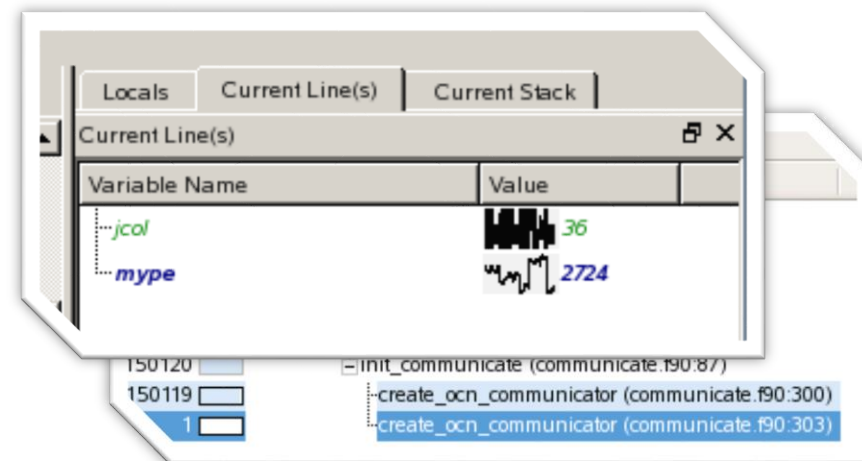 Locals Current Line(s) Current Stack
Current Line(s)
Variable Name Value
jcol 36
mype 2724
150120 init_communicate (communicate.f90:87)
150119 create_ocn_communicator (communicate.f90:300)
1 create_ocn_communicator (communicate.f90:303)